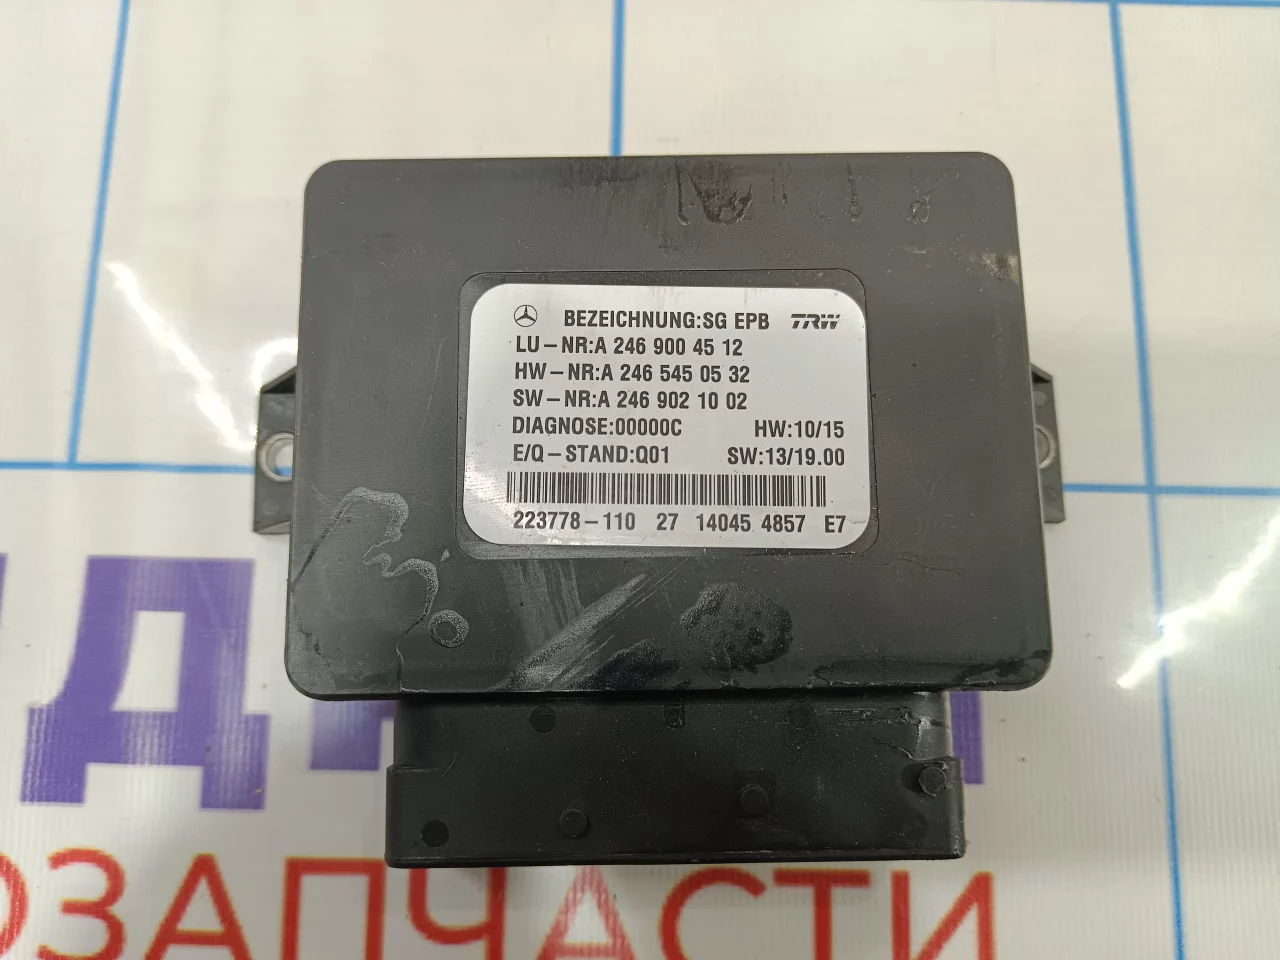 BEZEICHNUNG:SG EPB TRW
LU-NR:A 246 900 45 12
HW-NR:A 246 545 05 32
SW-NR:A 246 902 10 02
DIAGNOSE:00000C HW:10/15
E/Q-STAND:Q01 SW:13/19.00
223778-110 27 14045 4857 E7
ОЗАПЧАСТИ